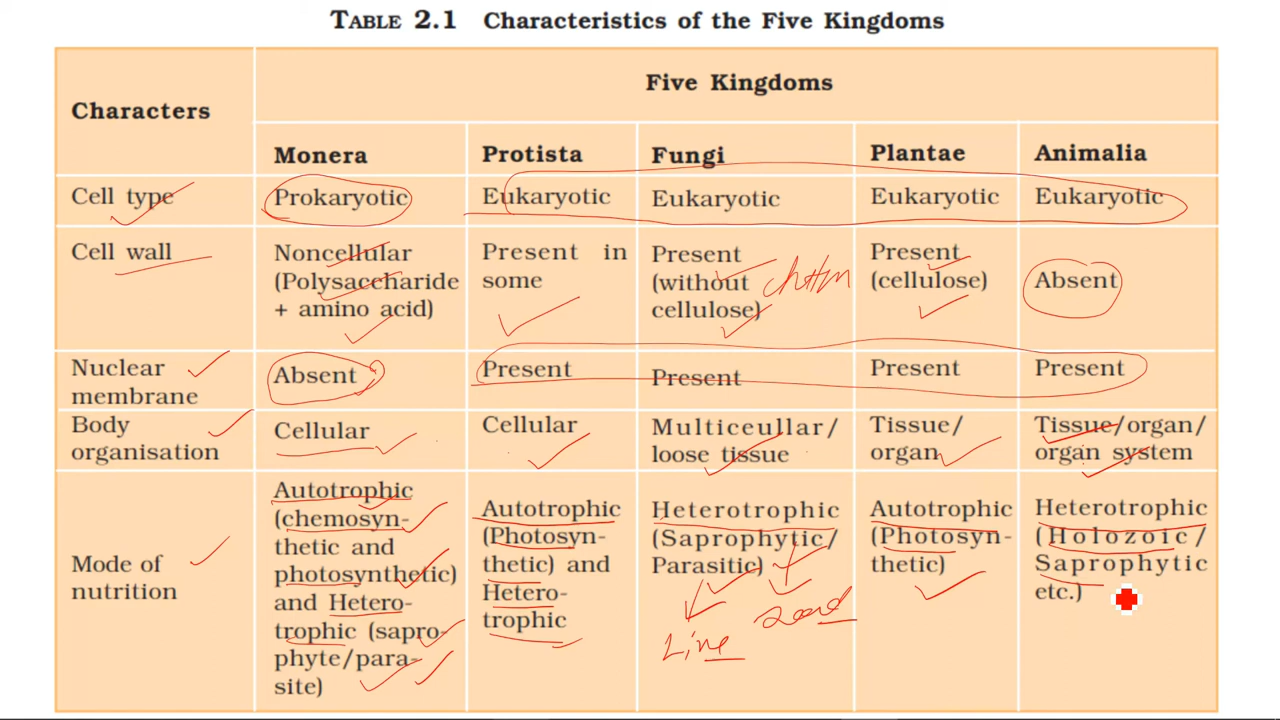 TABLE 2.1 Characteristics of the Five Kingdoms
Characters
Five Kingdoms
Monera Protista Fungi Plantae Animalia
Cell type
Prokaryotic
Eukaryotic
Eukaryotic
Eukaryotic
Eukaryotic
Cell wall
Noncellular
(Polysaccharide
+ amino acid)
Present in
some
Present
(without
cellulose)
Present
(cellulose)
Absent
Nuclear
membrane
Absent
Present
Present
Present
Present
Body
organisation
Cellular
Cellular
Multiceullar/
loose tissue
Tissue/
organ
Tissue/organ/
organ system
Mode of
nutrition
Autotrophic
(chemosyn-
thetic and
photosynthetic)
and Hetero-
trophic (sapro-
phyte/para-
site)
Autotrophic
(Photosyn-
thetic) and
Hetero-
trophic
Heterotrophic
(Saprophytic/
Parasitic)
Autotrophic
(Photosyn-
thetic)
Heterotrophic
(Holozoic/
Saprophytic
etc.)